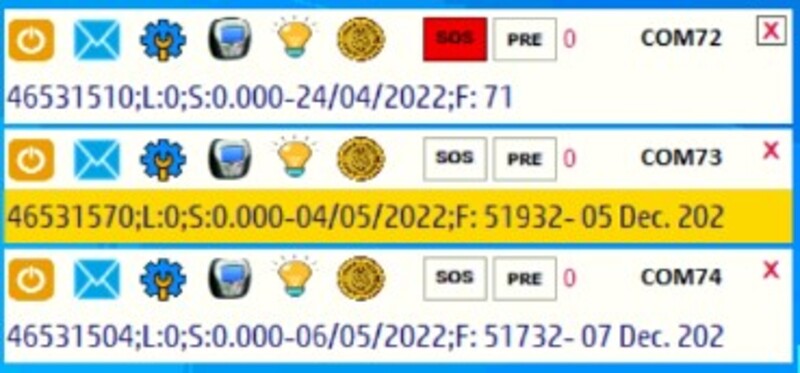 SOS PRE 0 COM72 X
46531510;L:0;S:0.000-24/04/2022;F: 71
SOS PRE 0 COM73 X
46531570;L:0;S:0.000-04/05/2022;F: 51932- 05 Dec. 202
SOS PRE 0 COM74 X
46531504;L:0;S:0.000-06/05/2022;F: 51732- 07 Dec. 202